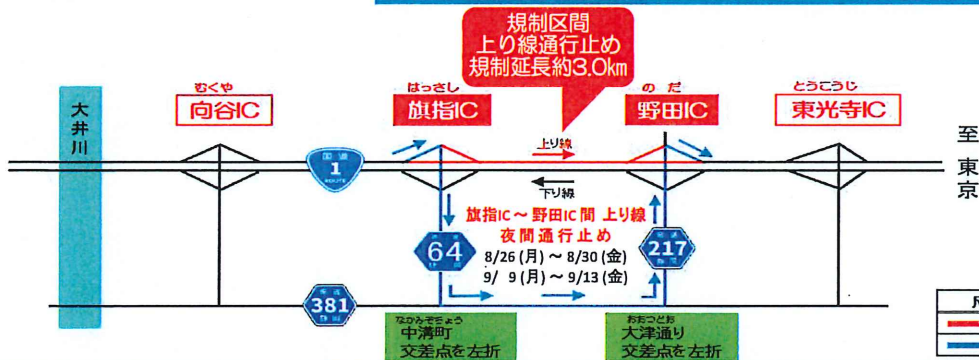 規制区間
上り線通行止め
規制延長約3.0km
むくや
向谷IC
はっさし
旗指IC
のだ
野田IC
とうこうじ
東光寺IC
大井川
国道
1
ROUTE
上り線
下り線
至東京
旗指IC～野田IC間 上り線
夜間通行止め
8/26(月)～8/30(金)
9/ 9(月)～9/13(金)
64
217
381
なかみぞちょう
中溝町
交差点を左折
おおつどお
大津通り
交差点を左折